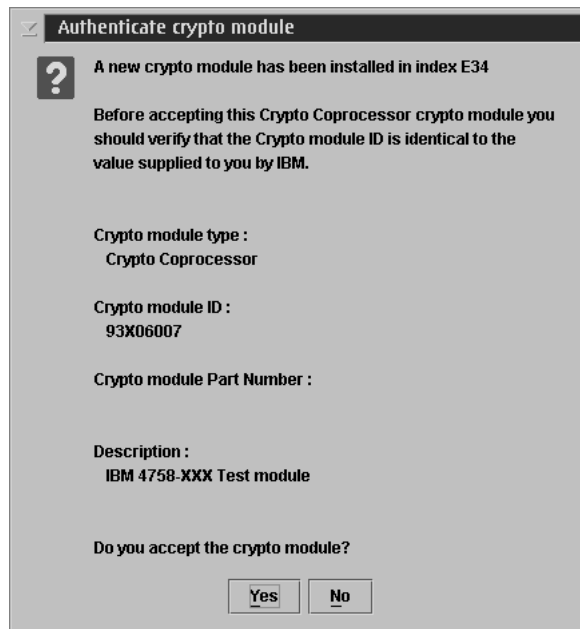 Authenticate crypto module
A new crypto module has been installed in index E34
Before accepting this Crypto Coprocessor crypto module you
should verify that the Crypto module ID is identical to the
value supplied to you by IBM.
Crypto module type :
Crypto Coprocessor
Crypto module ID :
93X06007
Crypto module Part Number :
Description :
IBM 4758-XXX Test module
Do you accept the crypto module?
Yes No